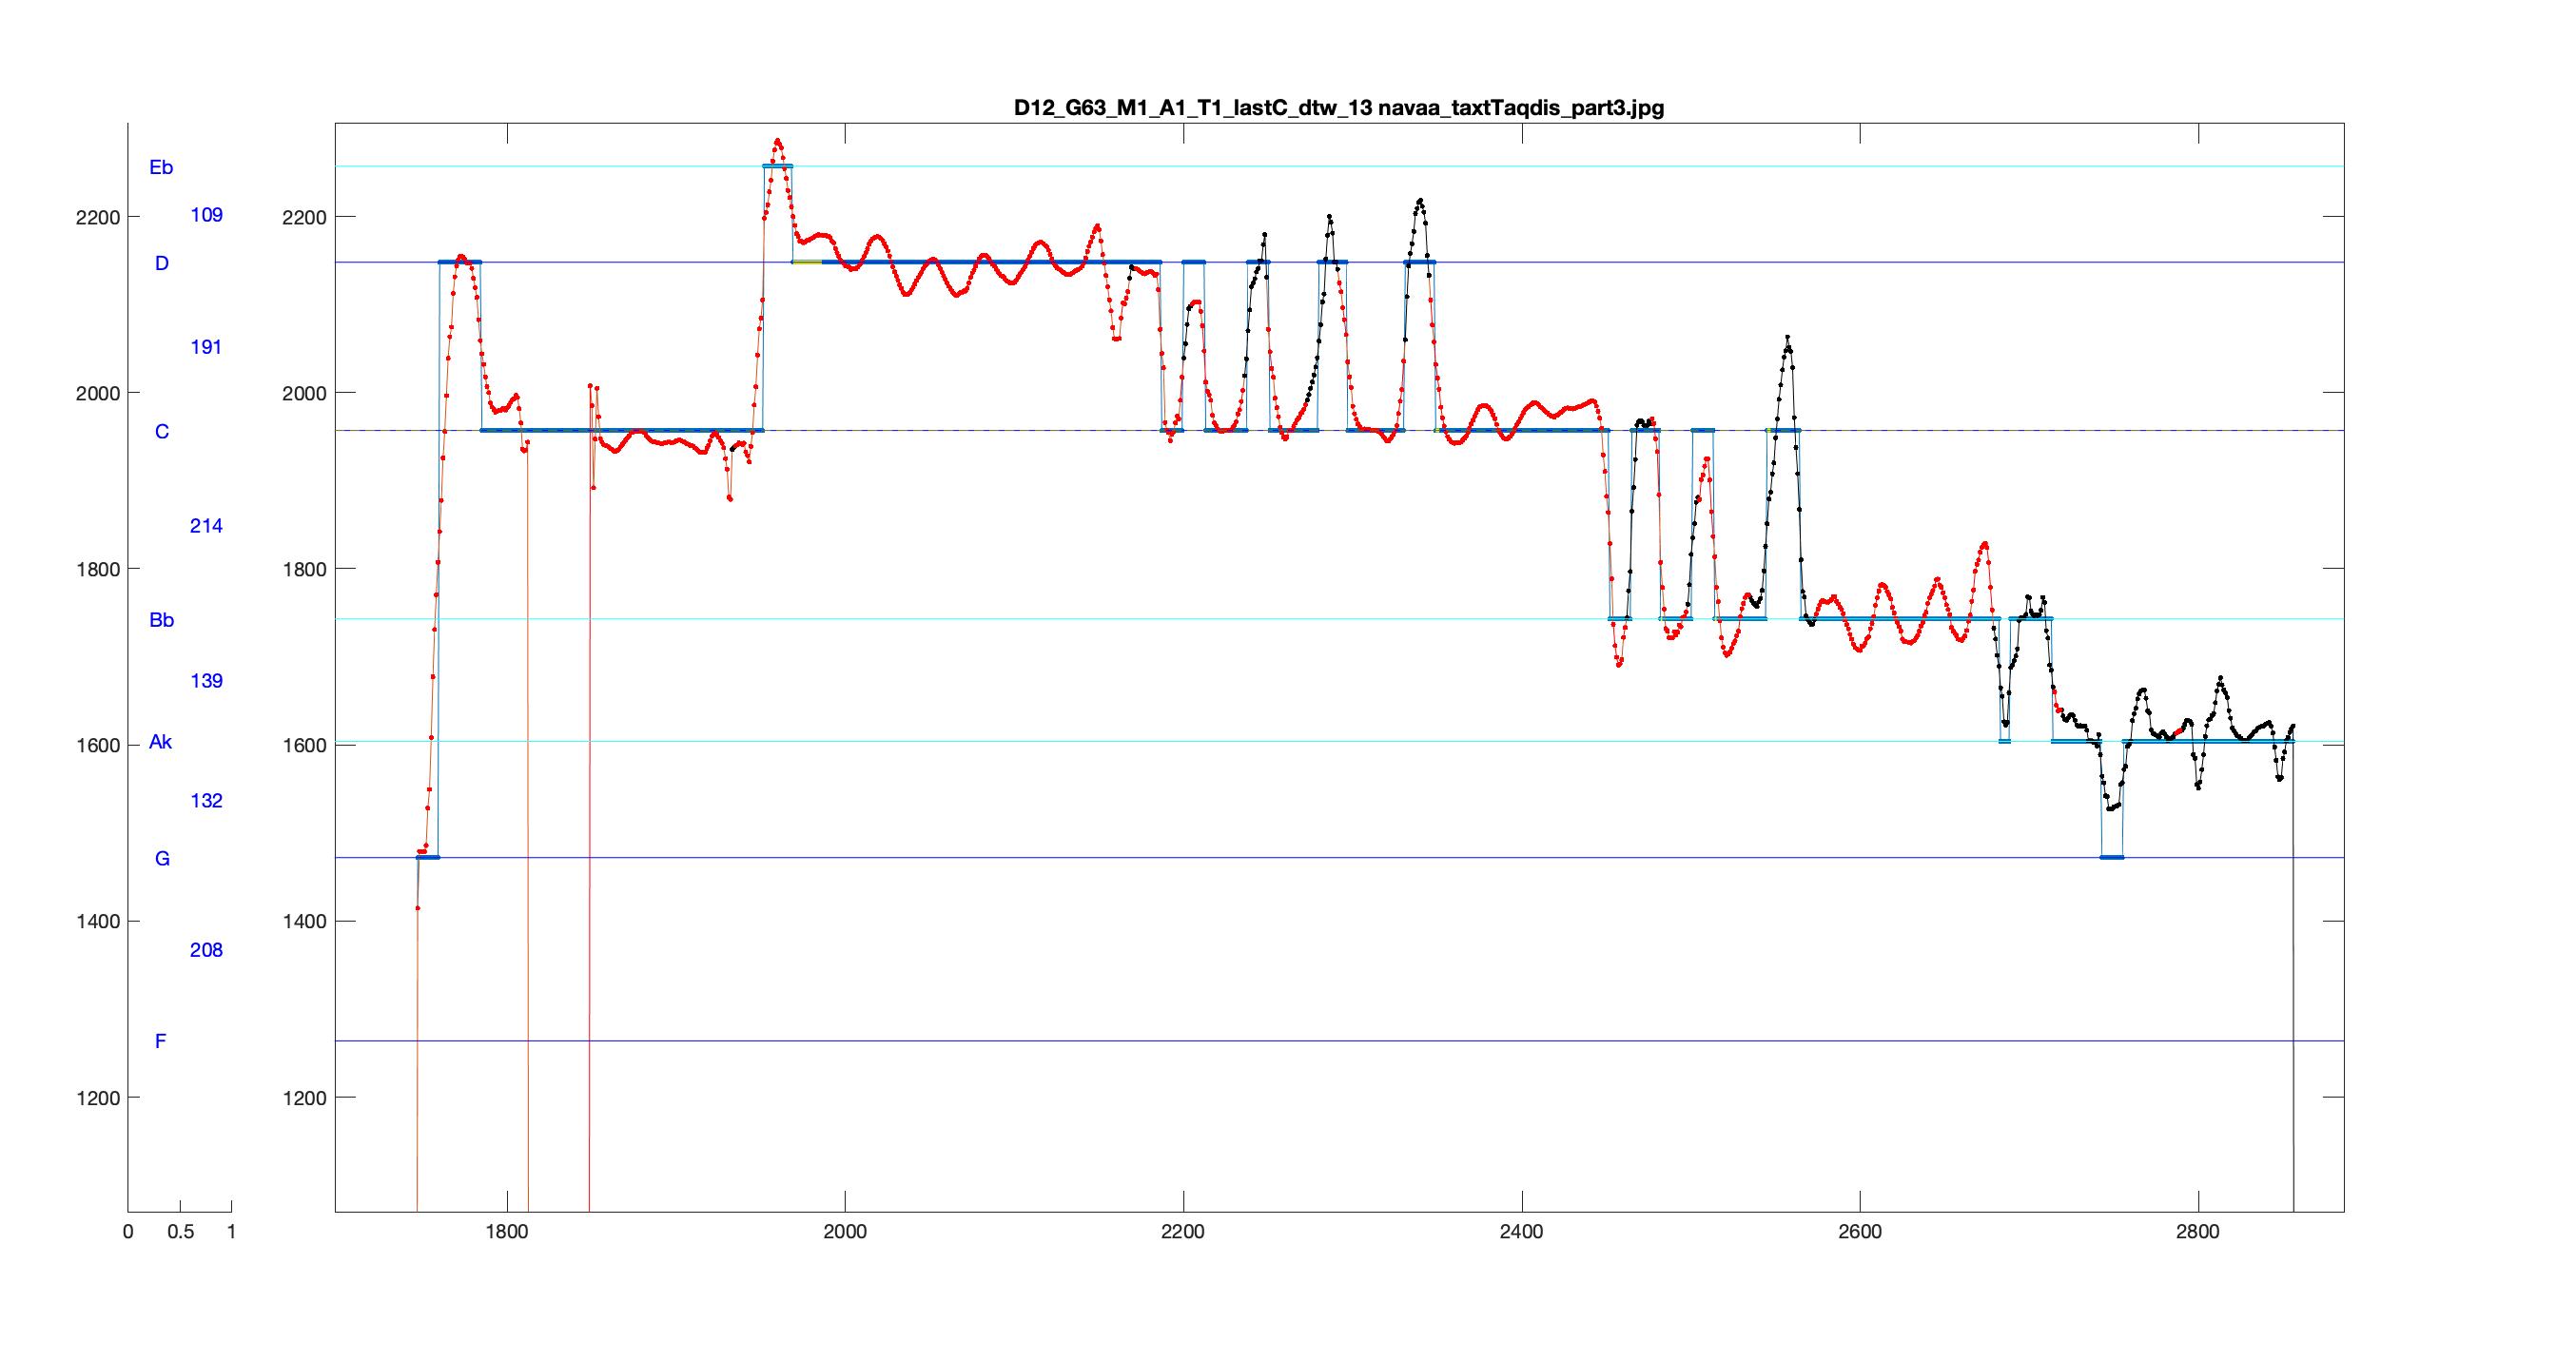 D12_G63_M1_A1_T1_lastC_dtw_13 navaa_taxtTaqdis_part3.jpg
Eb
2200 109 2200
D
191
2000 2000
C
214
1800 1800
Bb
139
1600 Ak 1600
132
G
1400 1400
208
F
1200 1200
0 0.5 1 1800 2000 2200 2400 2600 2800